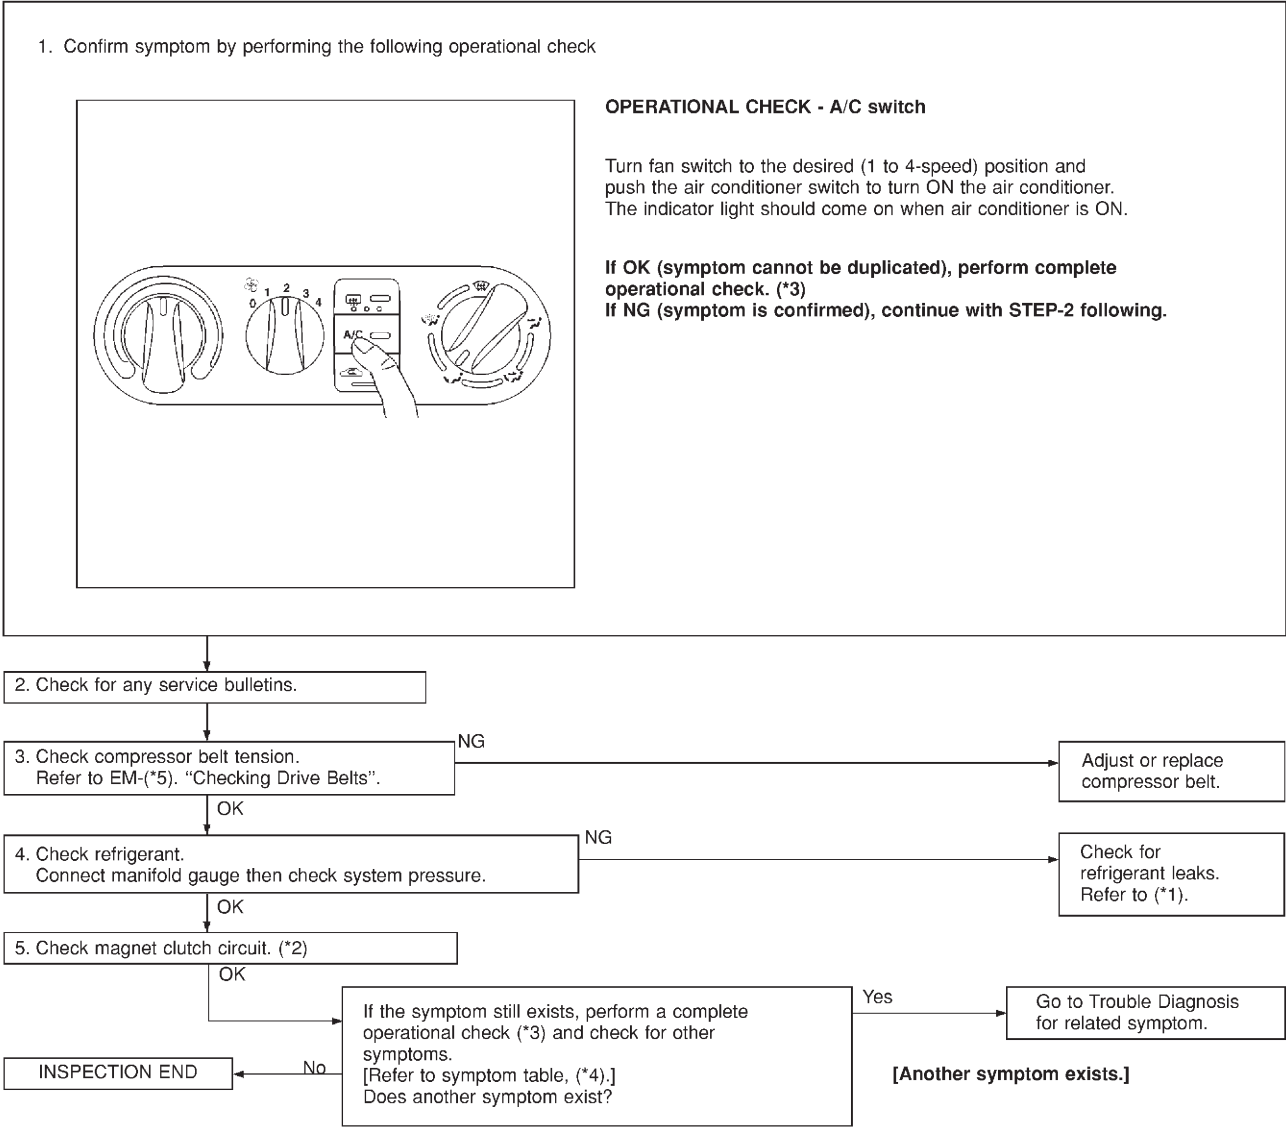 1. Confirm symptom by performing the following operational check
OPERATIONAL CHECK - A/C switch
Turn fan switch to the desired (1 to 4-speed) position and
push the air conditioner switch to turn ON the air conditioner.
The indicator light should come on when air conditioner is ON.
If OK (symptom cannot be duplicated), perform complete
operational check. (*3)
If NG (symptom is confirmed), continue with STEP-2 following.
0 1 2 3 4
A/C
2. Check for any service bulletins.
3. Check compressor belt tension.
Refer to EM-(*5). “Checking Drive Belts”.
NG
Adjust or replace
compressor belt.
OK
4. Check refrigerant.
Connect manifold gauge then check system pressure.
NG
Check for
refrigerant leaks.
Refer to (*1).
OK
5. Check magnet clutch circuit. (*2)
OK
If the symptom still exists, perform a complete
operational check (*3) and check for other
symptoms.
[Refer to symptom table, (*4).]
Does another symptom exist?
Yes
Go to Trouble Diagnosis
for related symptom.
No
INSPECTION END
[Another symptom exists.]